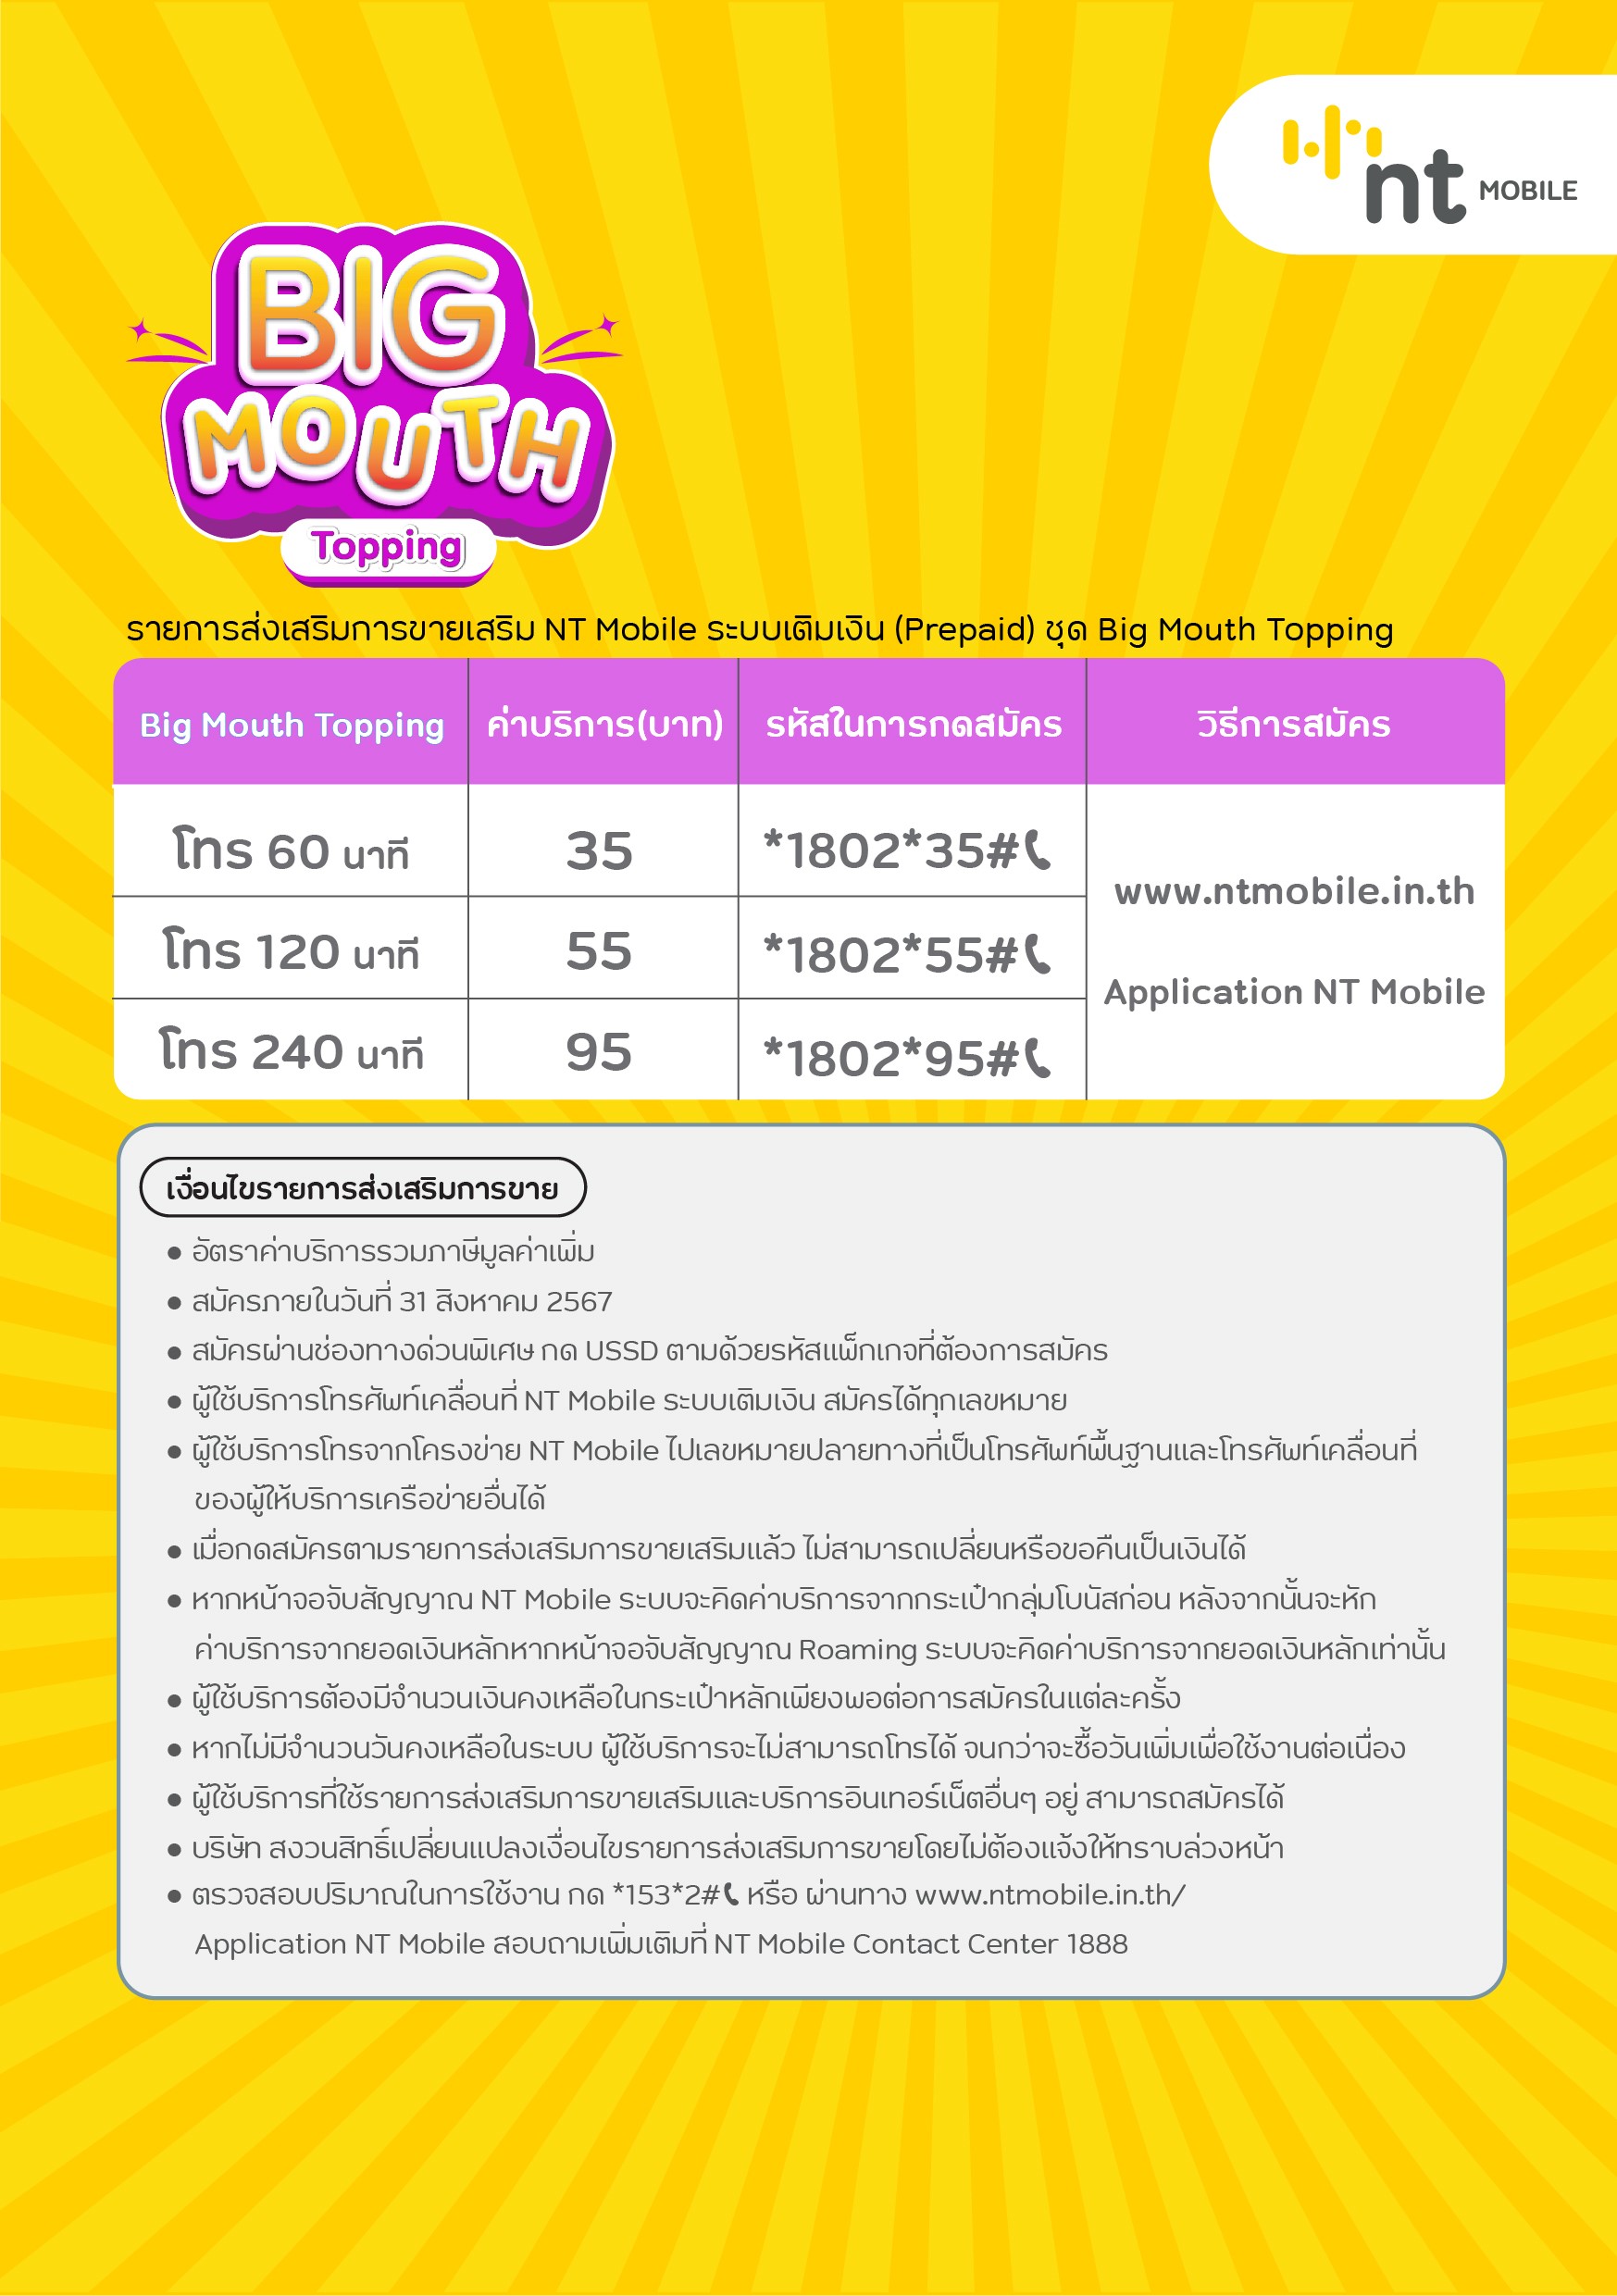 nt MOBILE
BIG
MOUTH
Topping
รายการส่งเสริมการขายเสริม NT Mobile ระบบเติมเงิน (Prepaid) ชุด Big Mouth Topping
Big Mouth Topping ค่าบริการ(บาท) รหัสในการกดสมัคร วิธีการสมัคร
โทร 60 นาที 35 *1802*35#📞
www.ntmobile.in.th
โทร 120 นาที 55 *1802*55#📞
Application NT Mobile
โทร 240 นาที 95 *1802*95#📞
เงื่อนไขรายการส่งเสริมการขาย
● อัตราค่าบริการรวมภาษีมูลค่าเพิ่ม
● สมัครภายในวันที่ 31 สิงหาคม 2567
● สมัครผ่านช่องทางด่วนพิเศษ กด USSD ตามด้วยรหัสแพ็กเกจที่ต้องการสมัคร
● ผู้ใช้บริการโทรศัพท์เคลื่อนที่ NT Mobile ระบบเติมเงิน สมัครได้ทุกเลขหมาย
● ผู้ใช้บริการโทรจากโครงข่าย NT Mobile ไปเลขหมายปลายทางที่เป็นโทรศัพท์พื้นฐานและโทรศัพท์เคลื่อนที่
ของผู้ให้บริการเครือข่ายอื่นได้
● เมื่อกดสมัครตามรายการส่งเสริมการขายเสริมแล้ว ไม่สามารถเปลี่ยนหรือขอคืนเป็นเงินได้
● หากหน้าจอจับสัญญาณ NT Mobile ระบบจะคิดค่าบริการจากกระเป๋ากลุ่มโบนัสก่อน หลังจากนั้นจะหัก
ค่าบริการจากยอดเงินหลักหากหน้าจอจับสัญญาณ Roaming ระบบจะคิดค่าบริการจากยอดเงินหลักเท่านั้น
● ผู้ใช้บริการต้องมีจำนวนเงินคงเหลือในกระเป๋าหลักเพียงพอต่อการสมัครในแต่ละครั้ง
● หากไม่มีจำนวนวันคงเหลือในระบบ ผู้ใช้บริการจะไม่สามารถโทรได้ จนกว่าจะซื้อวันเพิ่มเพื่อใช้งานต่อเนื่อง
● ผู้ใช้บริการที่ใช้รายการส่งเสริมการขายเสริมและบริการอินเทอร์เน็ตอื่นๆ อยู่ สามารถสมัครได้
● บริษัท สงวนสิทธิ์เปลี่ยนแปลงเงื่อนไขรายการส่งเสริมการขายโดยไม่ต้องแจ้งให้ทราบล่วงหน้า
● ตรวจสอบปริมาณในการใช้งาน กด *153*2#📞 หรือ ผ่านทาง www.ntmobile.in.th/
Application NT Mobile สอบถามเพิ่มเติมที่ NT Mobile Contact Center 1888